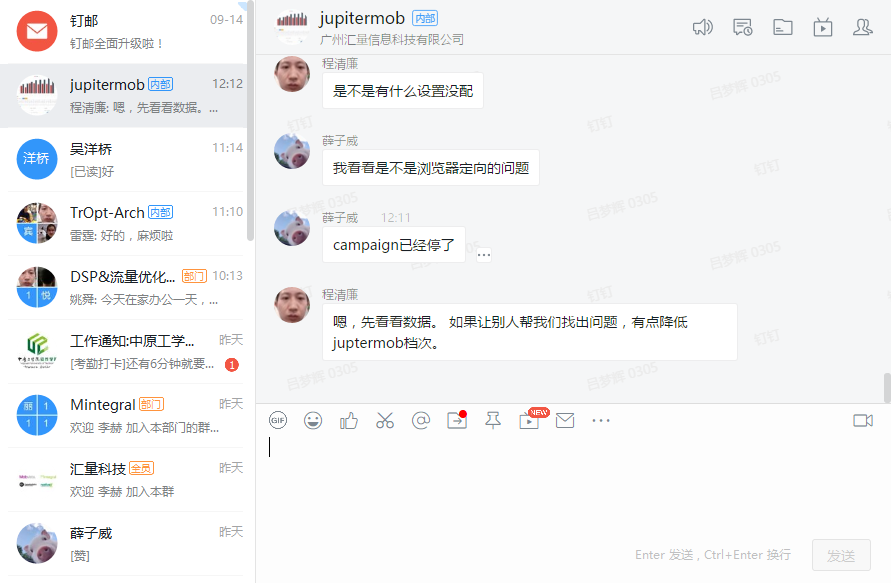 钉邮
09-14
钉邮全面升级啦！
jupitermob 内部
12:12
程清廉: 嗯，先看看数据。...
洋桥
吴洋桥
11:14
[已读]好
宾
TrOpt-Arch 内部
11:10
雷霆: 好的，麻烦啦
1 悦
DSP&流量优化... 部门
10:13
姚舜: 今天在家办公一天，...
工作通知:中原工学...
昨天
[考勤打卡]还有6分钟就要...
1
丽 1
1 1
Mintegral 部门
昨天
欢迎 李赫 加入本部门的群...
汇量科技 全员
昨天
欢迎 李赫 加入本群
薛子威
昨天
[赞]
jupitermob 内部
广州汇量信息科技有限公司
程清廉
是不是有什么设置没配
薛子威
我看看是不是浏览器定向的问题
薛子威 12:11
campaign已经停了
...
程清廉
嗯，先看看数据。 如果让别人帮我们找出问题，有点降低
juptermob档次。
吕梦辉 0305
钉钉
GIF
NEW
Enter 发送 , Ctrl+Enter 换行
发送